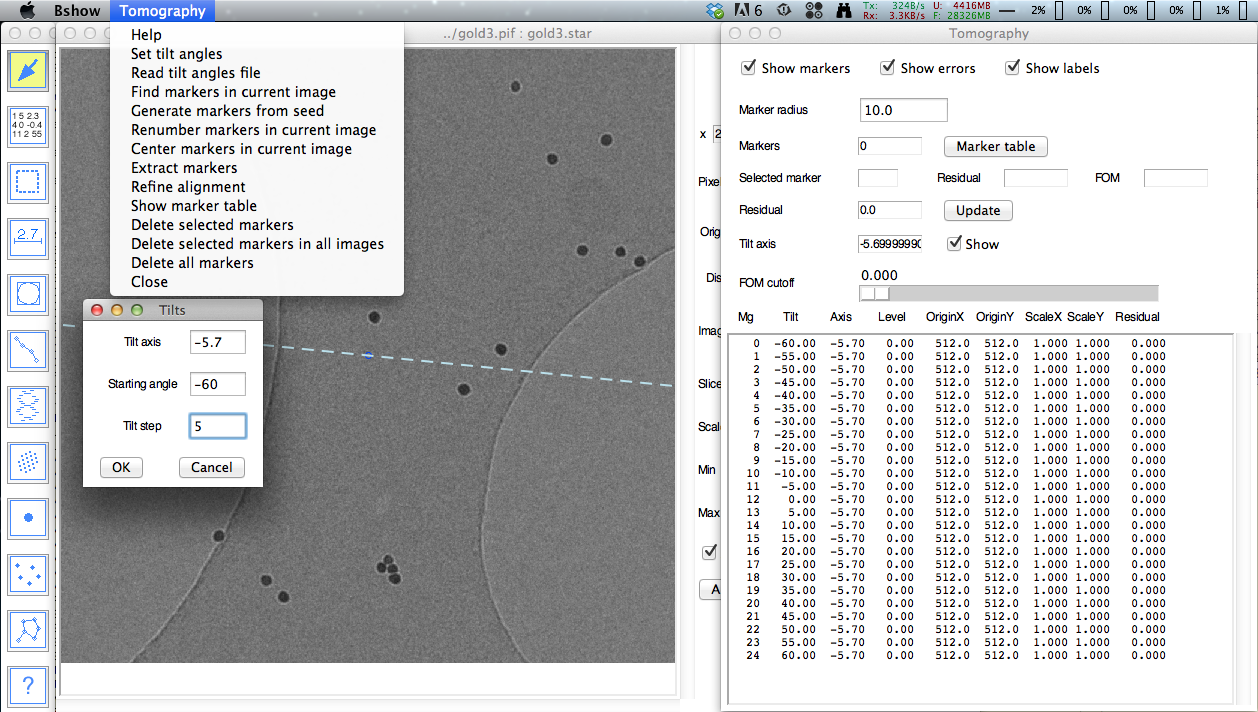 Bshow Tomography
6 Tx: 324B/s U: 4416MB 2% 0% 0% 0% 1%
Rx: 3.3KB/s F: 28326MB
../gold3.pif : gold3.star
Help
Set tilt angles
Read tilt angles file
Find markers in current image
Generate markers from seed
Renumber markers in current image
Center markers in current image
Extract markers
Refine alignment
Show marker table
Delete selected markers
Delete selected markers in all images
Delete all markers
Close
1 5 2.3
4 0 -0.4
11 2 55
2.7
?
Tilts
Tilt axis -5.7
Starting angle -60
Tilt step 5
OK Cancel
x 2
Pixe
Orig
Dis
Imag
Slice
Scal
Min
Max
A
Tomography
Show markers Show errors Show labels
Marker radius 10.0
Markers 0 Marker table
Selected marker Residual FOM
Residual 0.0 Update
Tilt axis -5.69999990 Show
FOM cutoff 0.000
Mg Tilt Axis Level OriginX OriginY ScaleX ScaleY Residual
0 -60.00 -5.70 0.00 512.0 512.0 1.000 1.000 0.000
1 -55.00 -5.70 0.00 512.0 512.0 1.000 1.000 0.000
2 -50.00 -5.70 0.00 512.0 512.0 1.000 1.000 0.000
3 -45.00 -5.70 0.00 512.0 512.0 1.000 1.000 0.000
4 -40.00 -5.70 0.00 512.0 512.0 1.000 1.000 0.000
5 -35.00 -5.70 0.00 512.0 512.0 1.000 1.000 0.000
6 -30.00 -5.70 0.00 512.0 512.0 1.000 1.000 0.000
7 -25.00 -5.70 0.00 512.0 512.0 1.000 1.000 0.000
8 -20.00 -5.70 0.00 512.0 512.0 1.000 1.000 0.000
9 -15.00 -5.70 0.00 512.0 512.0 1.000 1.000 0.000
10 -10.00 -5.70 0.00 512.0 512.0 1.000 1.000 0.000
11 -5.00 -5.70 0.00 512.0 512.0 1.000 1.000 0.000
12 0.00 -5.70 0.00 512.0 512.0 1.000 1.000 0.000
13 5.00 -5.70 0.00 512.0 512.0 1.000 1.000 0.000
14 10.00 -5.70 0.00 512.0 512.0 1.000 1.000 0.000
15 15.00 -5.70 0.00 512.0 512.0 1.000 1.000 0.000
16 20.00 -5.70 0.00 512.0 512.0 1.000 1.000 0.000
17 25.00 -5.70 0.00 512.0 512.0 1.000 1.000 0.000
18 30.00 -5.70 0.00 512.0 512.0 1.000 1.000 0.000
19 35.00 -5.70 0.00 512.0 512.0 1.000 1.000 0.000
20 40.00 -5.70 0.00 512.0 512.0 1.000 1.000 0.000
21 45.00 -5.70 0.00 512.0 512.0 1.000 1.000 0.000
22 50.00 -5.70 0.00 512.0 512.0 1.000 1.000 0.000
23 55.00 -5.70 0.00 512.0 512.0 1.000 1.000 0.000
24 60.00 -5.70 0.00 512.0 512.0 1.000 1.000 0.000